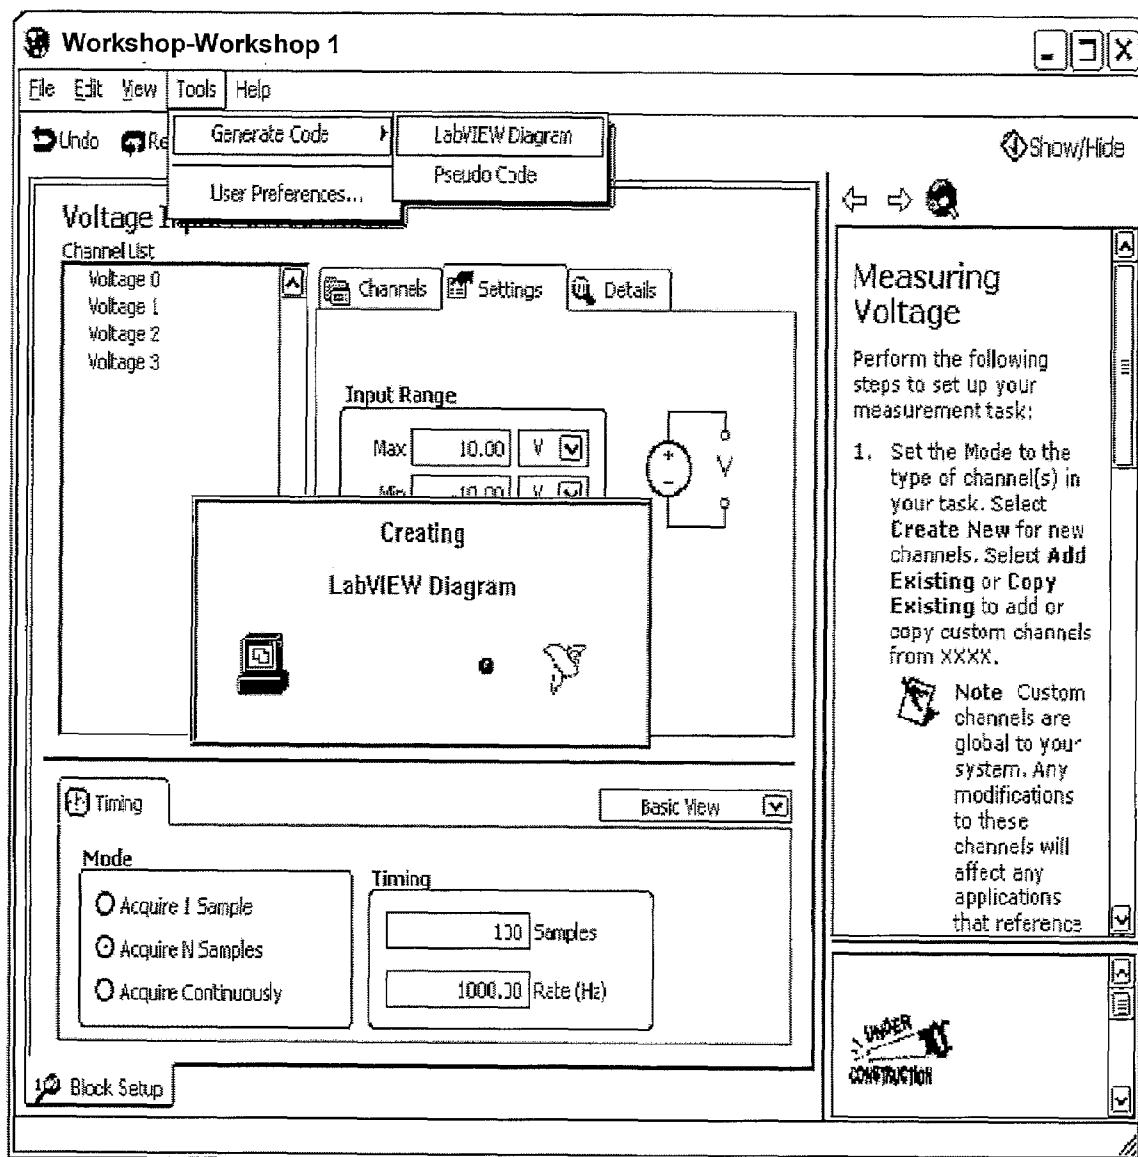 Workshop-Workshop 1
File Edit View Tools Help
Undo
Show/Hide
Generate Code
User Preferences...
LabVIEW Diagram
Pseudo Code
Voltage
Channel List
Voltage 0
Voltage 1
Voltage 2
Voltage 3
Channels
Settings
Details
Input Range
Max 10.00 V
Min -10.00 V
+
−
V
Creating
LabVIEW Diagram
Timing
Basic View
Mode
Acquire 1 Sample
Acquire N Samples
Acquire Continuously
Timing
100 Samples
1000.00 Rate (Hz)
Block Setup
Measuring
Voltage
Perform the following
steps to set up your
measurement task:
1. Set the Mode to the
type of channel(s) in
your task. Select
Create New for new
channels. Select Add
Existing or Copy
Existing to add or
copy custom channels
from XXXX.
Note Custom
channels are
global to your
system. Any
modifications
to these
channels will
affect any
applications
that reference
UNDER
CONSTRUCTION